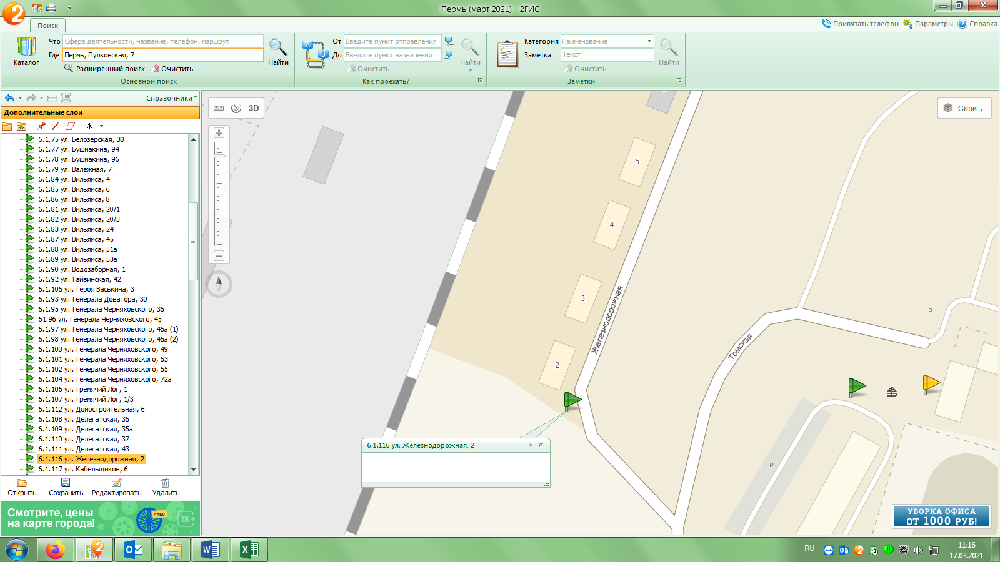 Пермь (март 2021) - 2ГИС
Поиск
Привязать телефон
Параметры
Справка
Каталог
Что
Сфера деятельности, название, телефон, маршрут
Где
Пермь, Пулковская, 7
Расширенный поиск
Очистить
Найти
Основной поиск
От
Введите пункт отправления
До
Введите пункт назначения
Очистить
Найти
Как проехать?
Категория
Наименование
Заметка
Текст
Очистить
Найти
Заметки
Справочники
Дополнительные слои
6.1.75 ул. Белозерская, 30
6.1.77 ул. Бушмакина, 94
6.1.78 ул. Бушмакина, 96
6.1.79 ул. Валежная, 7
6.1.84 ул. Вильямса, 4
6.1.85 ул. Вильямса, 6
6.1.86 ул. Вильямса, 8
6.1.81 ул. Вильямса, 20/1
6.1.82 ул. Вильямса, 20/3
6.1.83 ул. Вильямса, 24
6.1.87 ул. Вильямса, 45
6.1.88 ул. Вильямса, 51а
6.1.89 ул. Вильямса, 53а
6.1.90 ул. Водозаборная, 1
6.1.92 ул. Гайвинская, 42
6.1.105 ул. Героя Васькина, 3
6.1.93 ул. Генерала Доватора, 30
6.1.95 ул. Генерала Черняховского, 35
61.96 ул. Генерала Черняховского, 45
6.1.97 ул. Генерала Черняховского, 45а (1)
6.1.98 ул. Генерала Черняховского, 45а (2)
6.1.100 ул. Генерала Черняховского, 49
6.1.101 ул. Генерала Черняховского, 53
6.1.102 ул. Генерала Черняховского, 55
6.1.104 ул. Генерала Черняховского, 72а
6.1.106 ул. Гремячий Лог, 1
6.1.107 ул. Гремячий Лог, 1/3
6.1.112 ул. Домостроительная, 6
6.1.108 ул. Делегатская, 35
6.1.109 ул. Делегатская, 35а
6.1.110 ул. Делегатская, 37
6.1.111 ул. Делегатская, 43
6.1.116 ул. Железнодорожная, 2
6.1.117 ул. Кабельщиков, 6
Открыть
Сохранить
Редактировать
Удалить
Смотрите, цены
на карте города!
3550
18+
3D
Слои
5
4
3
2
Железнодорожная
Томская
P
P
6.1.116 ул. Железнодорожная, 2
УБОРКА ОФИСА
ОТ 1000 РУБ!
RU
11:16
17.03.2021